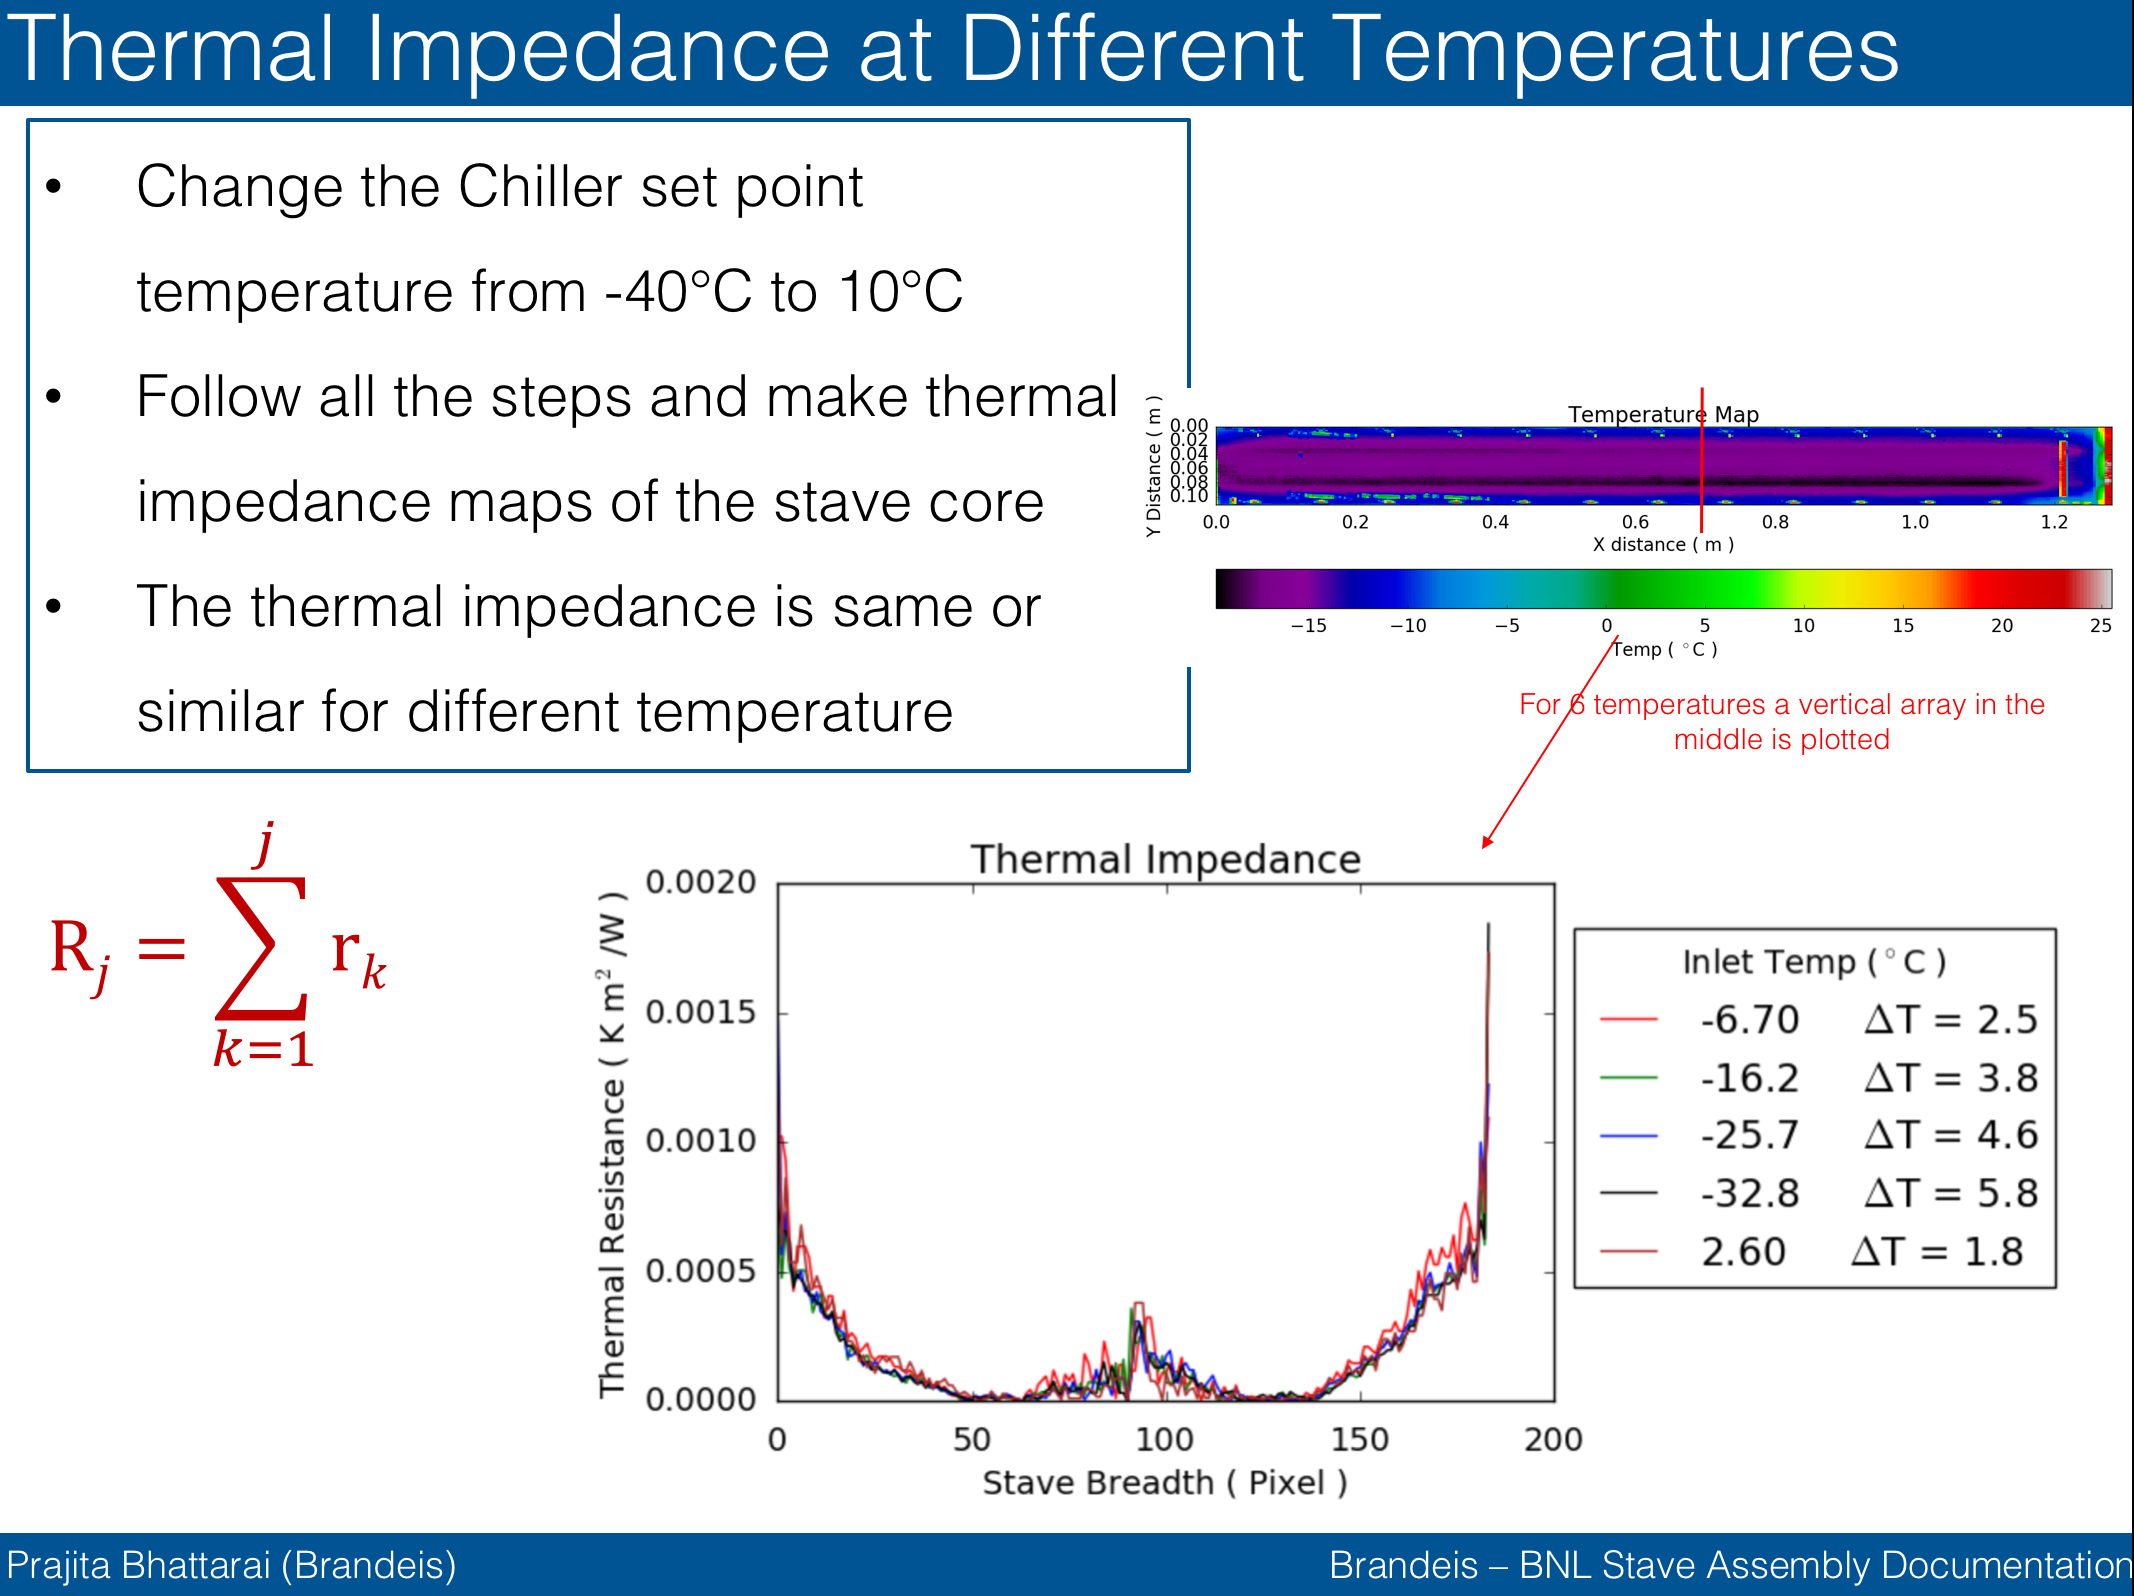 Thermal Impedance at Different Temperatures
• Change the Chiller set point
temperature from -40°C to 10°C
• Follow all the steps and make thermal
impedance maps of the stave core
• The thermal impedance is same or
similar for different temperature
Temperature Map
Y Distance ( m )
0.00
0.02
0.04
0.06
0.08
0.10
0.0 0.2 0.4 0.6 0.8 1.0 1.2
X distance ( m )
−15 −10 −5 0 5 10 15 20 25
Temp ( °C )
For 6 temperatures a vertical array in the
middle is plotted
R_j = \sum_{k=1}^{j} r_k
Thermal Impedance
Thermal Resistance ( K m² /W )
0.0020
0.0015
0.0010
0.0005
0.0000
0 50 100 150 200
Stave Breadth ( Pixel )
Inlet Temp ( °C )
-6.70 ΔT = 2.5
-16.2 ΔT = 3.8
-25.7 ΔT = 4.6
-32.8 ΔT = 5.8
2.60 ΔT = 1.8
Prajita Bhattarai (Brandeis)
Brandeis – BNL Stave Assembly Documentation